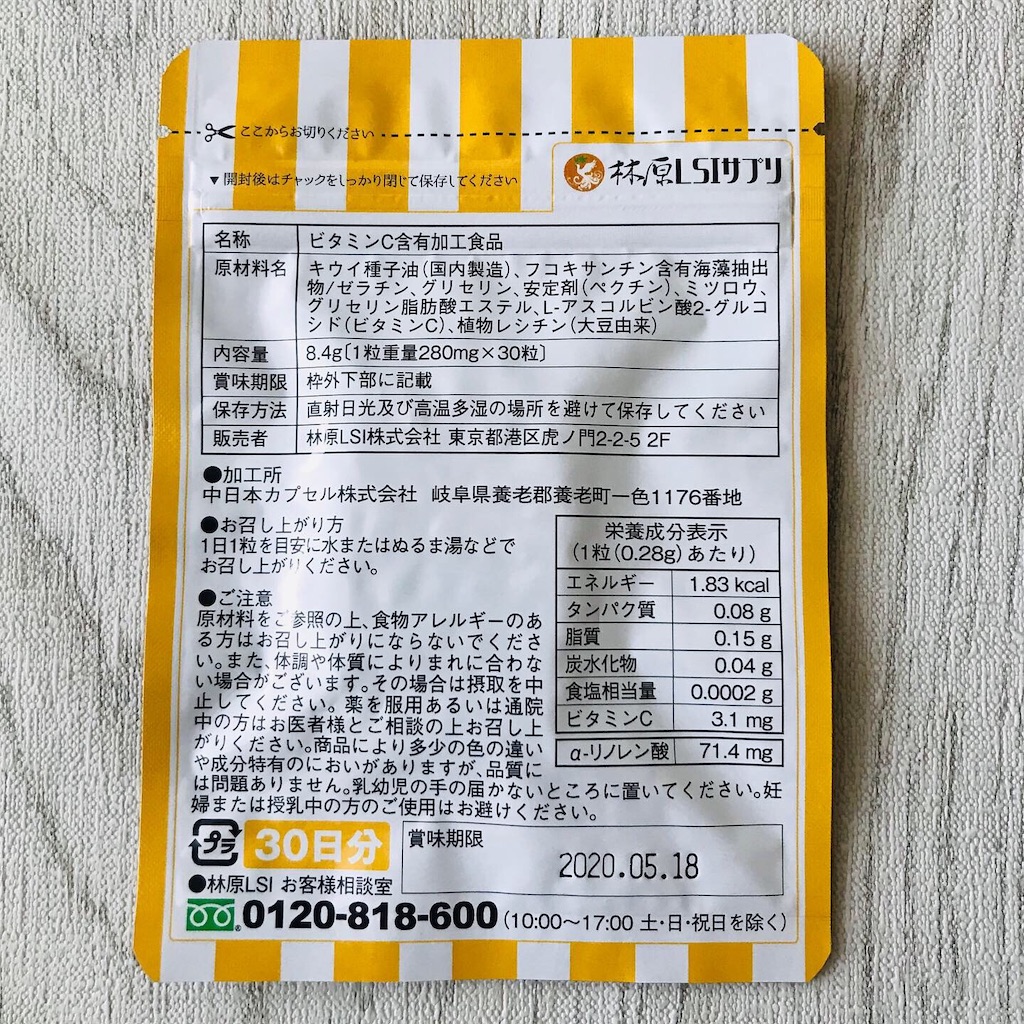 ここからお切りください
▼開封後はチャックをしっかり閉じて保存してください
林原LSIサプリ
名称 ビタミンC含有加工食品
原材料名 キウイ種子油(国内製造)、フコキサンチン含有海藻抽出
物/ゼラチン、グリセリン、安定剤(ペクチン)、ミツロウ、
グリセリン脂肪酸エステル、L-アスコルビン酸2-グルコ
シド(ビタミンC)、植物レシチン(大豆由来)
内容量 8.4g〔1粒重量280mg×30粒〕
賞味期限 枠外下部に記載
保存方法 直射日光及び高温多湿の場所を避けて保存してください
販売者 林原LSI株式会社 東京都港区虎ノ門2-2-5 2F
●加工所
中日本カプセル株式会社 岐阜県養老郡養老町一色1176番地
●お召し上がり方
1日1粒を目安に水またはぬるま湯などで
お召し上がりください。
●ご注意
原材料をご参照の上、食物アレルギーのあ
る方はお召し上がりにならないでくださ
い。また、体調や体質によりまれに合わな
い場合がございます。その場合は摂取を中
止してください。薬を服用あるいは通院
中の方はお医者様とご相談の上お召し上
がりください。商品により多少の色の違い
や成分特有のにおいがありますが、品質に
は問題ありません。乳幼児の手の届かないところに置いてください。妊
婦または授乳中の方のご使用はお避けください。
栄養成分表示
(1粒(0.28g)あたり)
エネルギー 1.83 kcal
タンパク質 0.08 g
脂質 0.15 g
炭水化物 0.04 g
食塩相当量 0.0002 g
ビタミンC 3.1 mg
α-リノレン酸 71.4 mg
プラ 30日分
賞味期限
2020.05.18
●林原LSI お客様相談室
0120-818-600 (10:00〜17:00 土・日・祝日を除く)